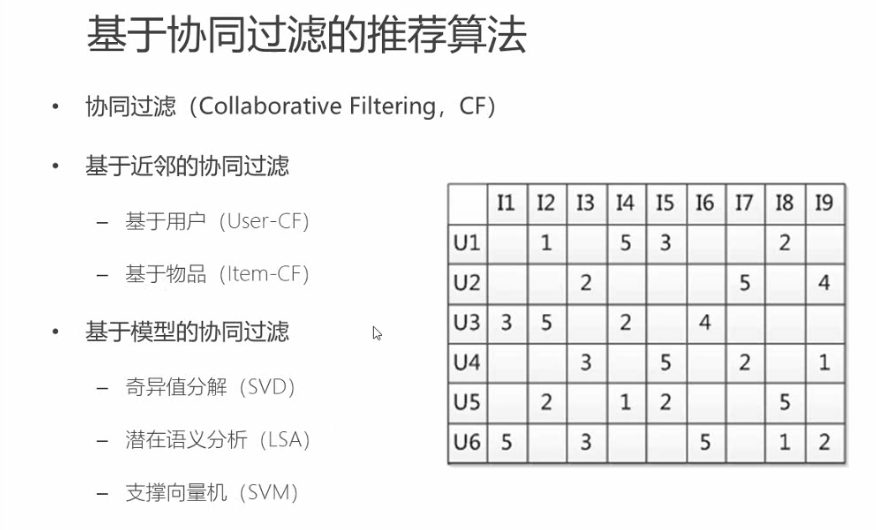 基于协同过滤的推荐算法
• 协同过滤（Collaborative Filtering，CF）
• 基于近邻的协同过滤
– 基于用户（User-CF）
– 基于物品（Item-CF）
• 基于模型的协同过滤
– 奇异值分解（SVD）
– 潜在语义分析（LSA）
– 支撑向量机（SVM）
I1 I2 I3 I4 I5 I6 I7 I8 I9
U1 1 5 3 2
U2 2 5 4
U3 3 5 2 4
U4 3 5 2 1
U5 2 1 2 5
U6 5 3 5 1 2